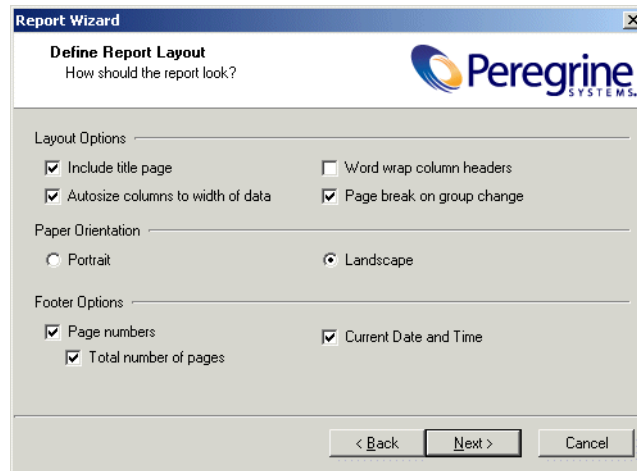 Report Wizard
Define Report Layout
How should the report look?
Peregrine
SYSTEMS
Layout Options
Include title page
Word wrap column headers
Autosize columns to width of data
Page break on group change
Paper Orientation
Portrait
Landscape
Footer Options
Page numbers
Current Date and Time
Total number of pages
< Back
Next >
Cancel